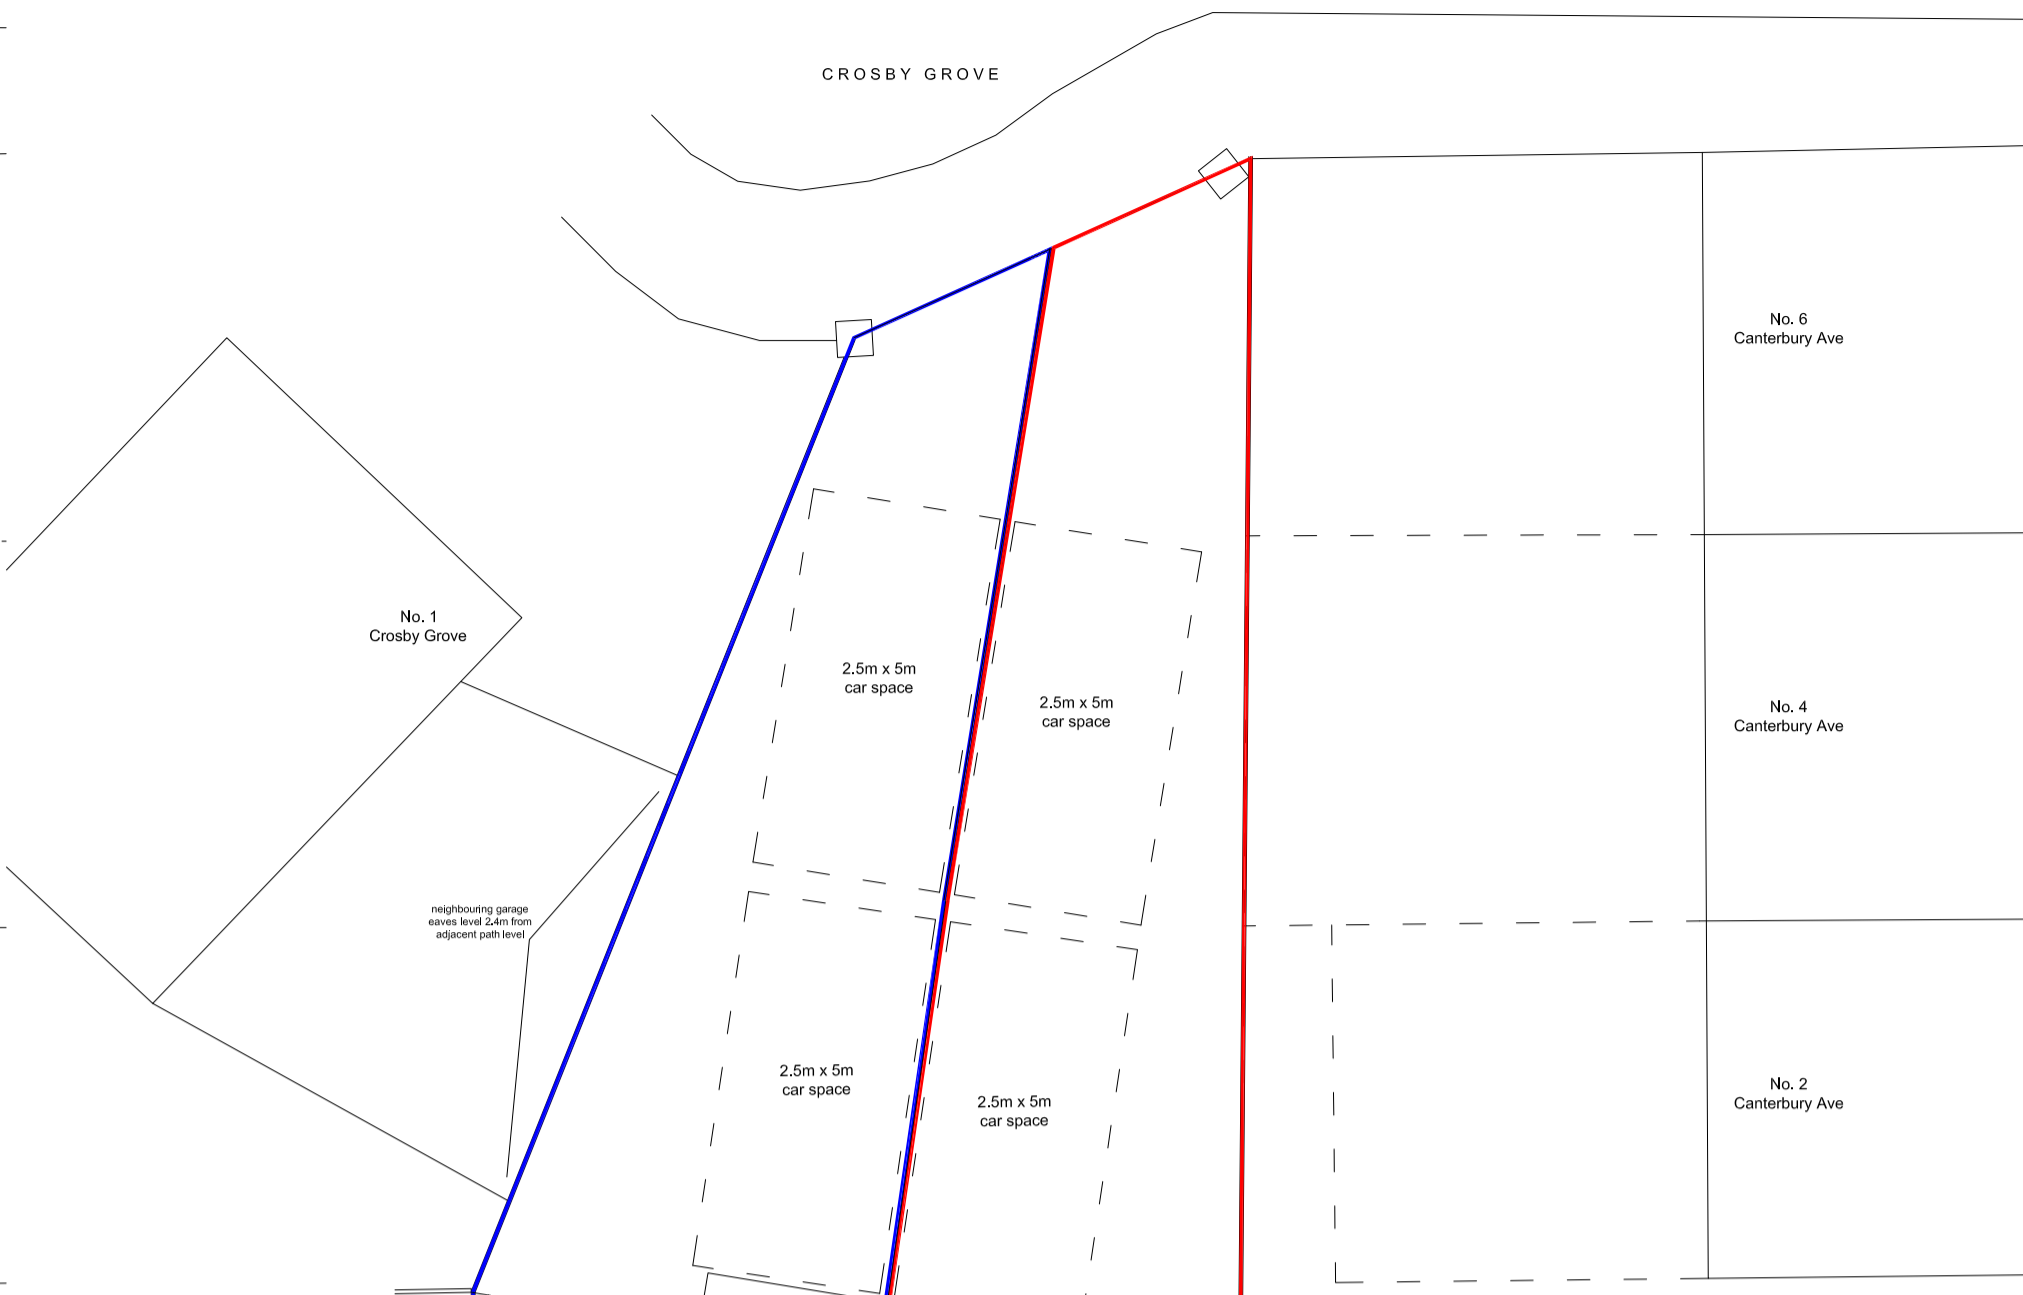 CROSBY GROVE
No. 6
Canterbury Ave
No. 1
Crosby Grove
2.5m x 5m
car space
2.5m x 5m
car space
No. 4
Canterbury Ave
neighbouring garage
eaves level 2.4m from
adjacent path level
2.5m x 5m
car space
2.5m x 5m
car space
No. 2
Canterbury Ave